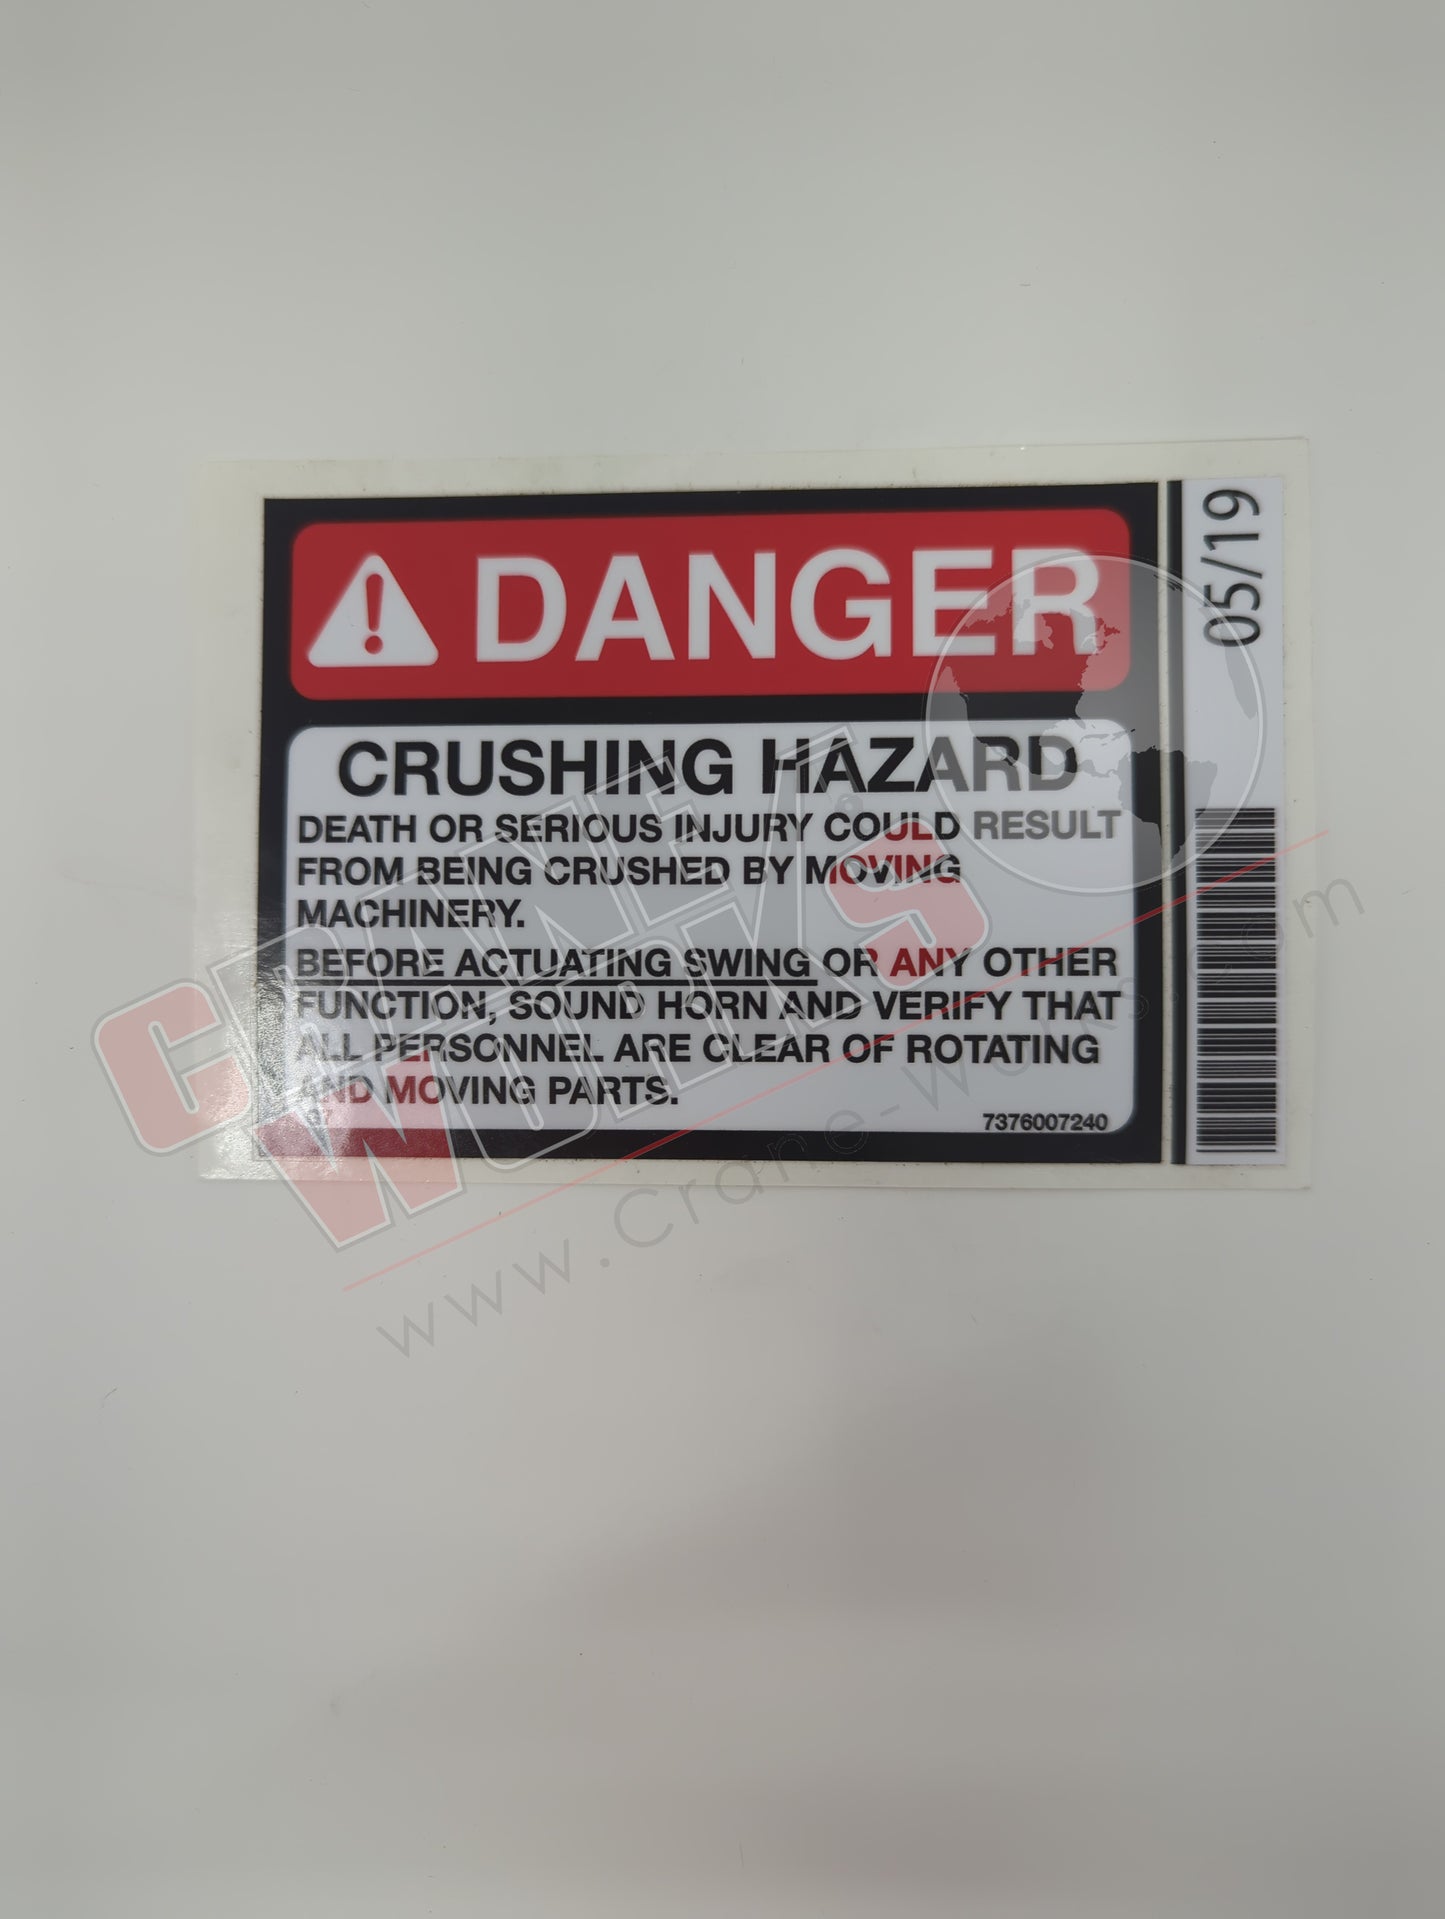 DANGER
CRUSHING HAZARD
DEATH OR SERIOUS INJURY COULD RESULT
FROM BEING CRUSHED BY MOVING
MACHINERY.
BEFORE ACTUATING SWING OR ANY OTHER
FUNCTION, SOUND HORN AND VERIFY THAT
ALL PERSONNEL ARE CLEAR OF ROTATING
AND MOVING PARTS.
7376007240
05/19
CRANE
WORKS
www.crane-works.com